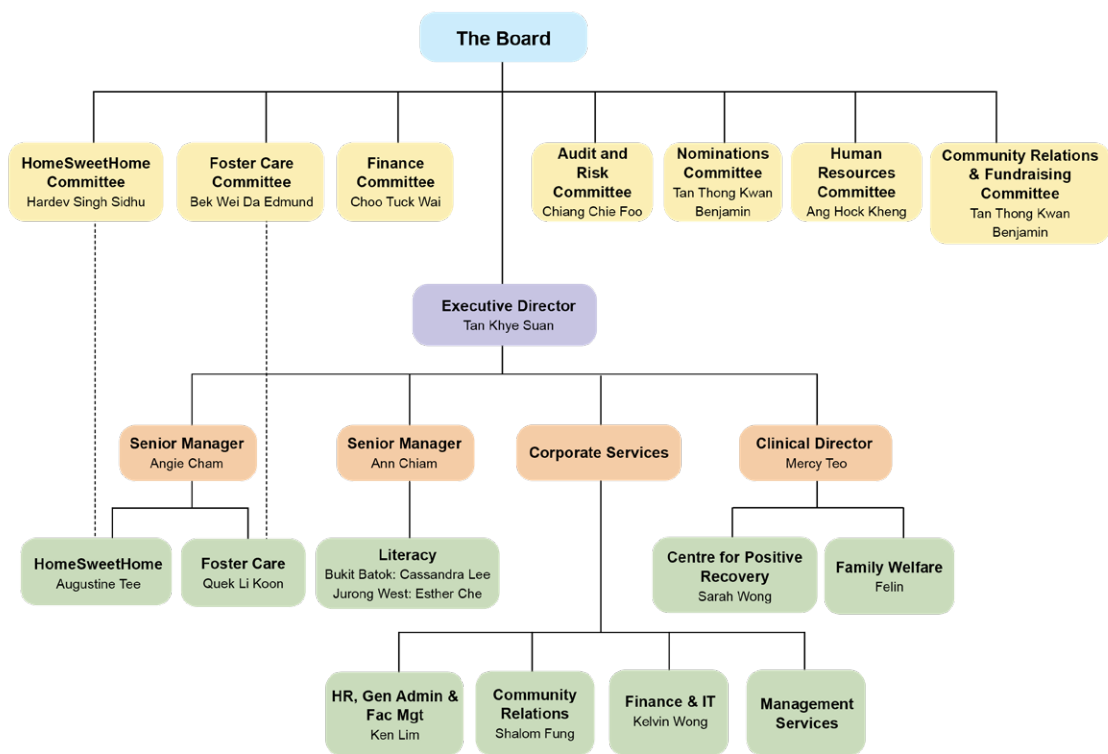 The Board
HomeSweetHome
Committee
Hardev Singh Sidhu
Foster Care
Committee
Bek Wei Da Edmund
Finance
Committee
Choo Tuck Wai
Audit and
Risk
Committee
Chiang Chie Foo
Nominations
Committee
Tan Thong Kwan
Benjamin
Human
Resources
Committee
Ang Hock Kheng
Community Relations
& Fundraising
Committee
Tan Thong Kwan
Benjamin
Executive Director
Tan Khye Suan
Senior Manager
Angie Cham
Senior Manager
Ann Chiam
Corporate Services
Clinical Director
Mercy Teo
HomeSweetHome
Augustine Tee
Foster Care
Quek Li Koon
Literacy
Bukit Batok: Cassandra Lee
Jurong West: Esther Che
Centre for Positive
Recovery
Sarah Wong
Family Welfare
Felin
HR, Gen Admin &
Fac Mgt
Ken Lim
Community
Relations
Shalom Fung
Finance & IT
Kelvin Wong
Management
Services